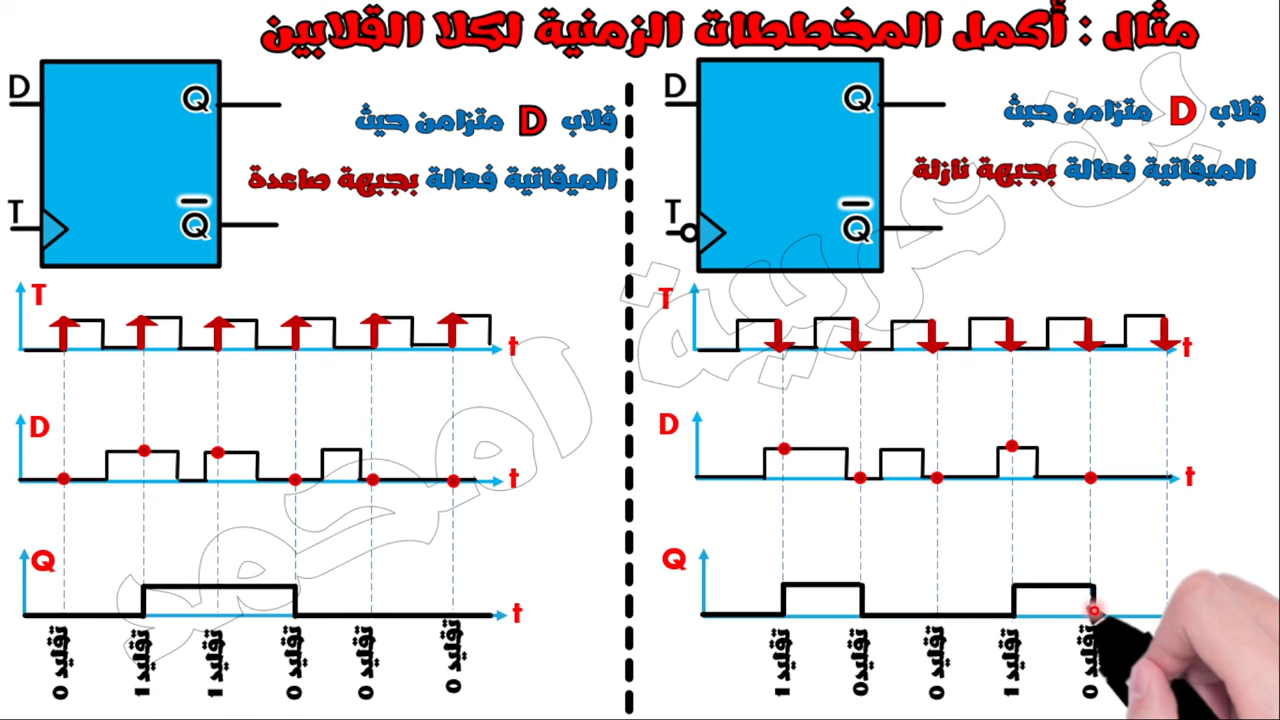 مثال : أكمل المخططات الزمنية لكلا القلابين
قلاب D متزامن حيث
الميقاتية فعالة بجبهة نازلة
D
Q
T
Q
T
t
D
t
Q
تقليد 1
تقليد 0
تقليد 0
تقليد 1
تقليد 0
قلاب D متزامن حيث
الميقاتية فعالة بجبهة صاعدة
D
Q
T
Q
T
t
D
t
Q
t
تقليد 0
تقليد 1
تقليد 1
تقليد 0
تقليد 0
تقليد 0